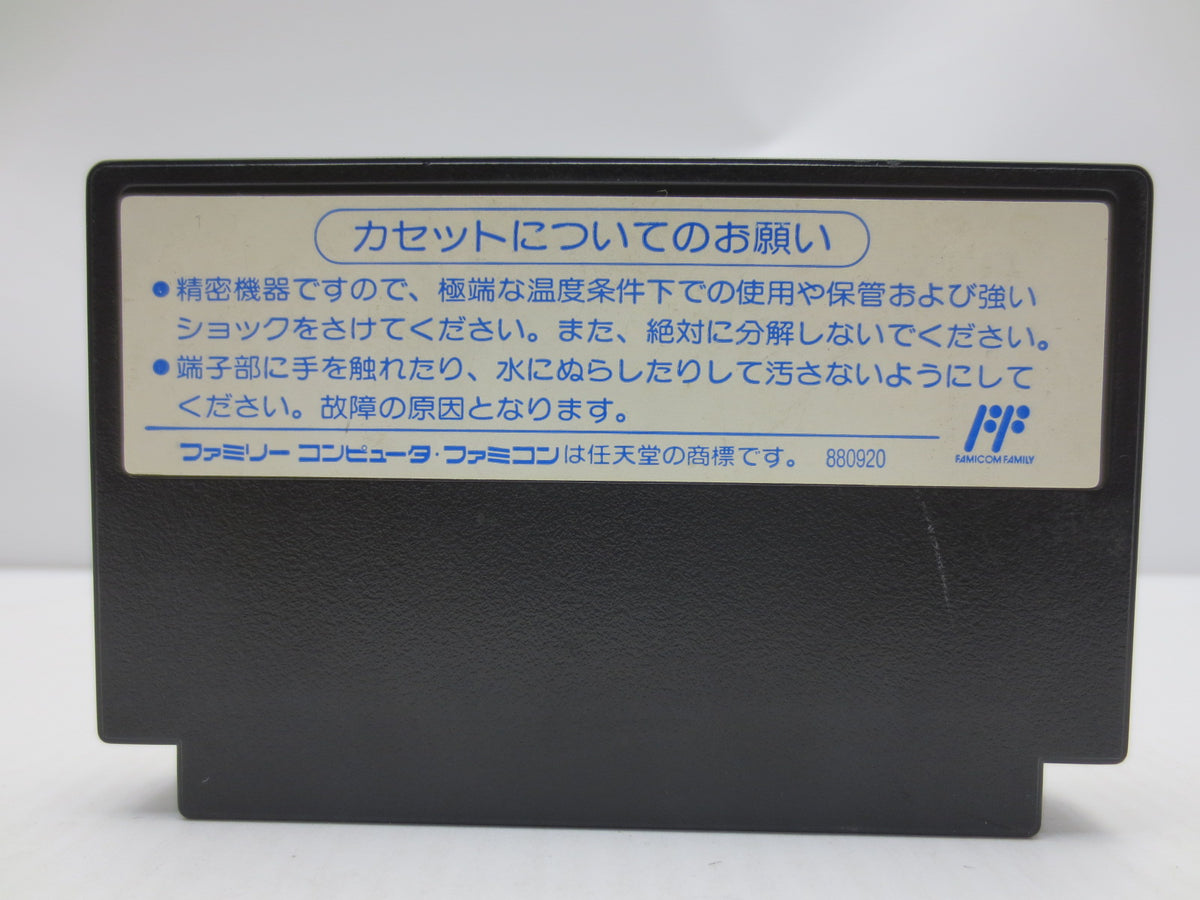 カセットについてのお願い
●精密機器ですので、極端な温度条件下での使用や保管および強い
ショックをさけてください。また、絶対に分解しないでください。
●端子部に手を触れたり、水にぬらしたりして汚さないようにして
ください。故障の原因となります。
ファミリー コンピュータ・ファミコンは任天堂の商標です。 880920
FAMICOM FAMILY